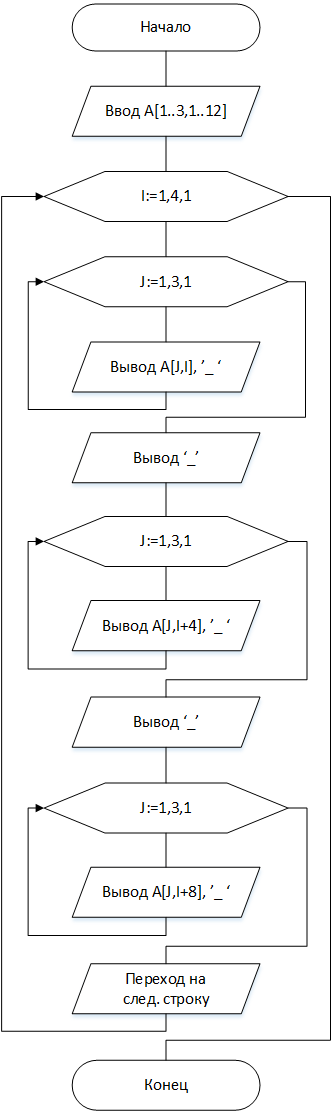 Начало
Ввод A[1..3,1..12]
I:=1,4,1
J:=1,3,1
Вывод A[J,I], ’_ ‘
Вывод ‘_’
J:=1,3,1
Вывод A[J,I+4], ’_ ‘
Вывод ‘_’
J:=1,3,1
Вывод A[J,I+8], ’_ ‘
Переход на
след. строку
Конец